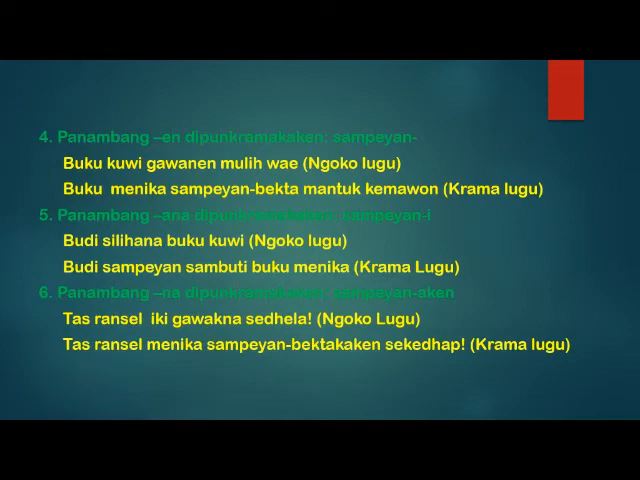 4. Panambang –en dipunkramakaken: sampeyan-
Buku kuwi gawanen mulih wae (Ngoko lugu)
Buku menika sampeyan-bekta mantuk kemawon (Krama lugu)
5. Panambang –ana dipunkramakaken: sampeyan-i
Budi silihana buku kuwi (Ngoko lugu)
Budi sampeyan sambuti buku menika (Krama Lugu)
6. Panambang –na dipunkramakaken: sampeyan-aken
Tas ransel iki gawakna sedhela! (Ngoko Lugu)
Tas ransel menika sampeyan-bektakaken sekedhap! (Krama lugu)